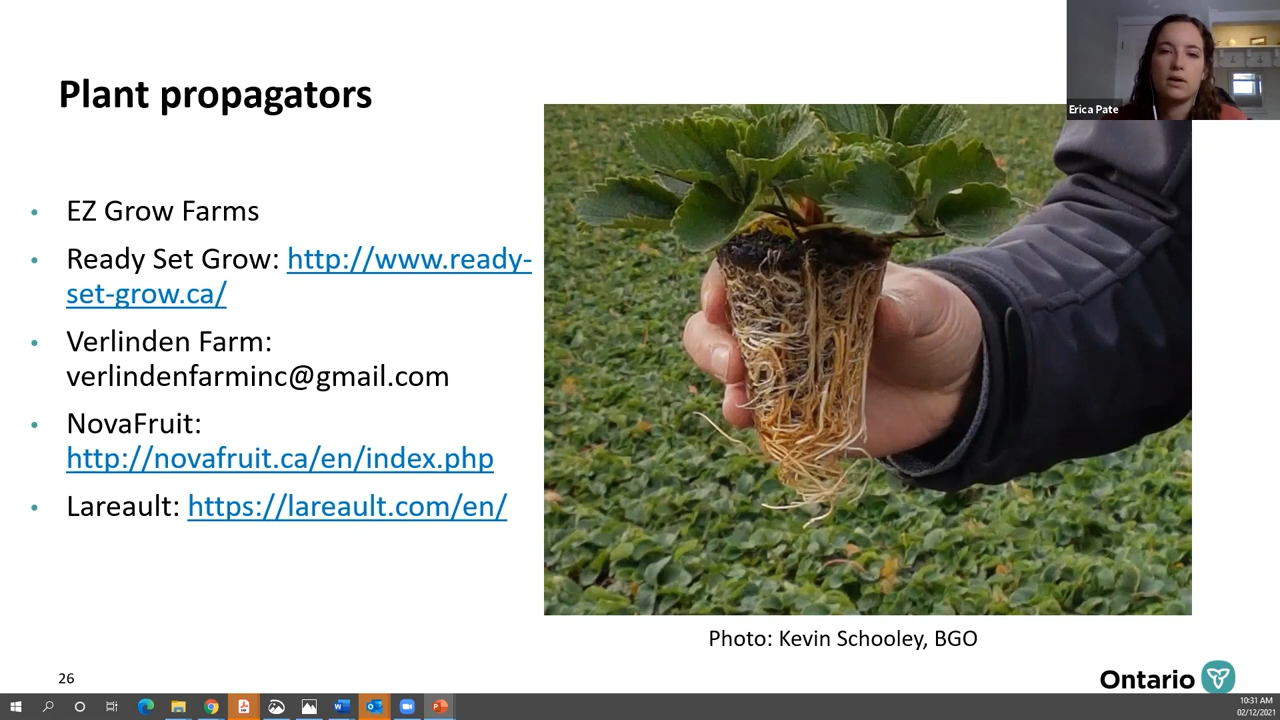 Plant propagators
Erica Pate
EZ Grow Farms
Ready Set Grow: http://www.ready-
set-grow.ca/
Verlinden Farm:
verlindenfarminc@gmail.com
NovaFruit:
http://novafruit.ca/en/index.php
Lareault: https://lareault.com/en/
Photo: Kevin Schooley, BGO
26
Ontario
10:31 AM
02/12/2021